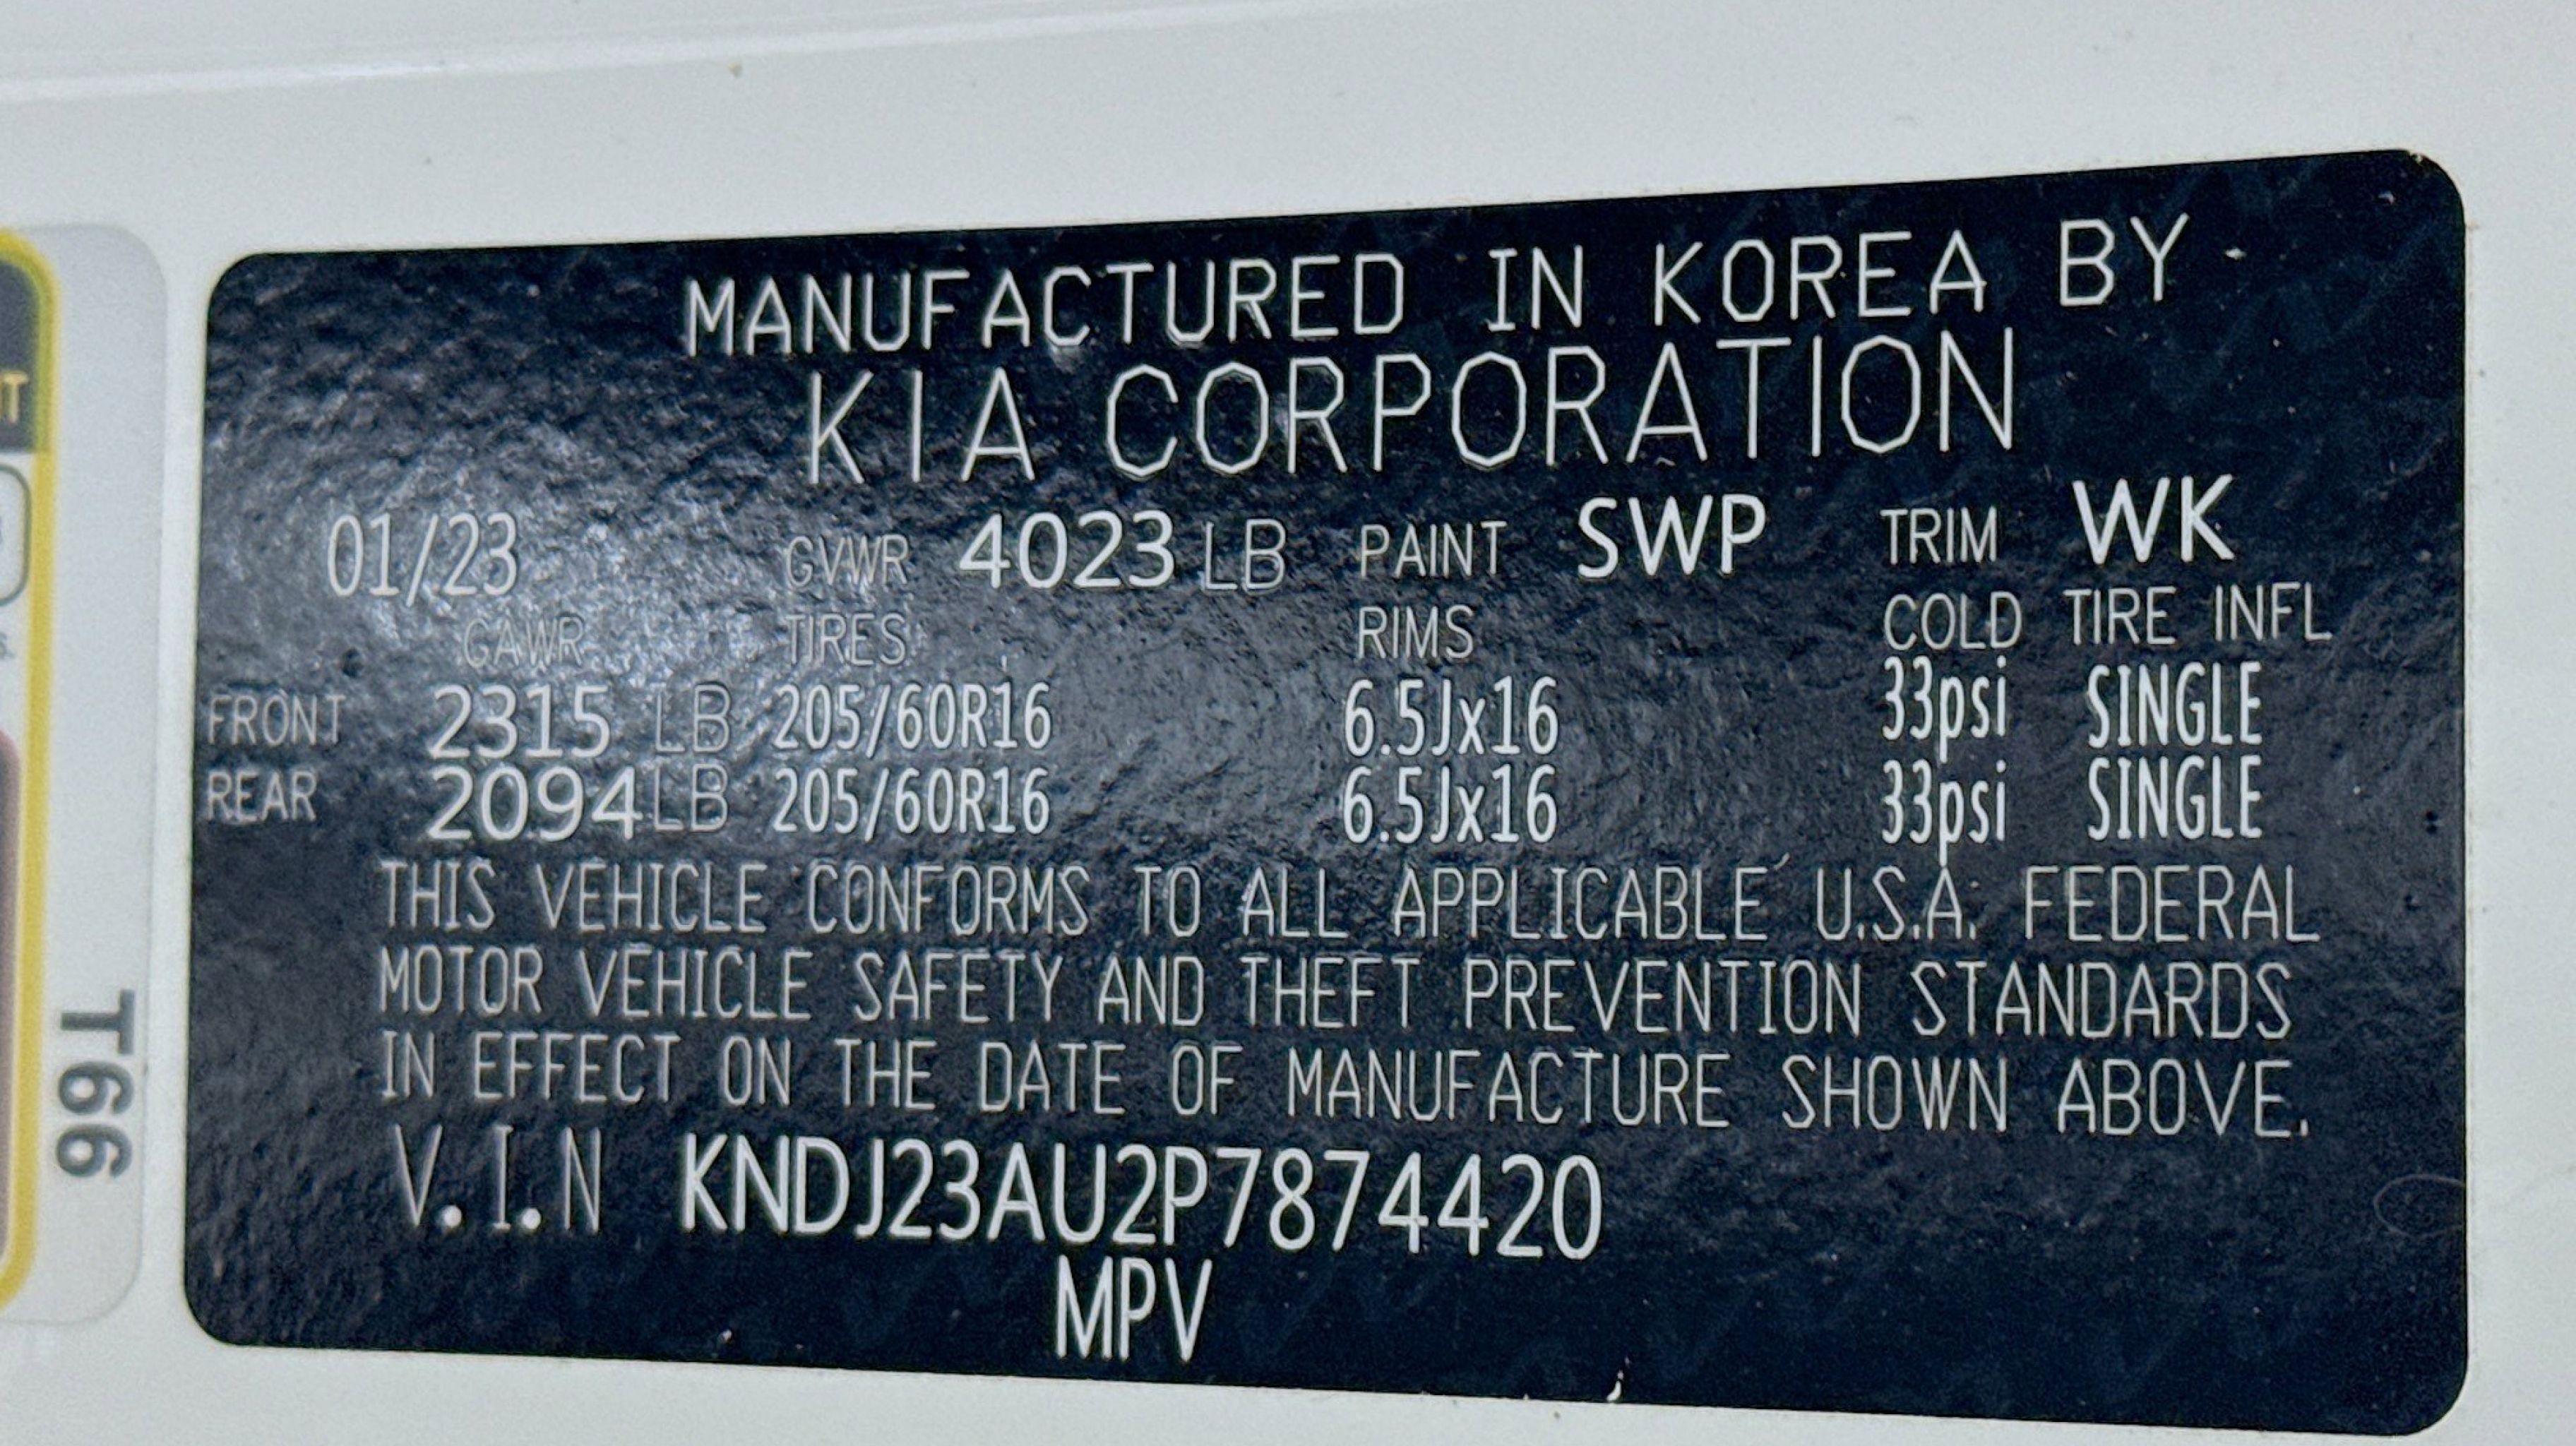 MANUFACTURED IN KOREA BY
KIA CORPORATION
01/23 GVWR 4023 LB PAINT SWP TRIM WK
GAWR TIRES RIMS COLD TIRE INFL
FRONT 2315 LB 205/60R16 6.5Jx16 33psi SINGLE
REAR 2094 LB 205/60R16 6.5Jx16 33psi SINGLE
THIS VEHICLE CONFORMS TO ALL APPLICABLE U.S.A. FEDERAL
MOTOR VEHICLE SAFETY AND THEFT PREVENTION STANDARDS
IN EFFECT ON THE DATE OF MANUFACTURE SHOWN ABOVE.
V.I.N KNDJ23AU2P7874420
MPV
T66